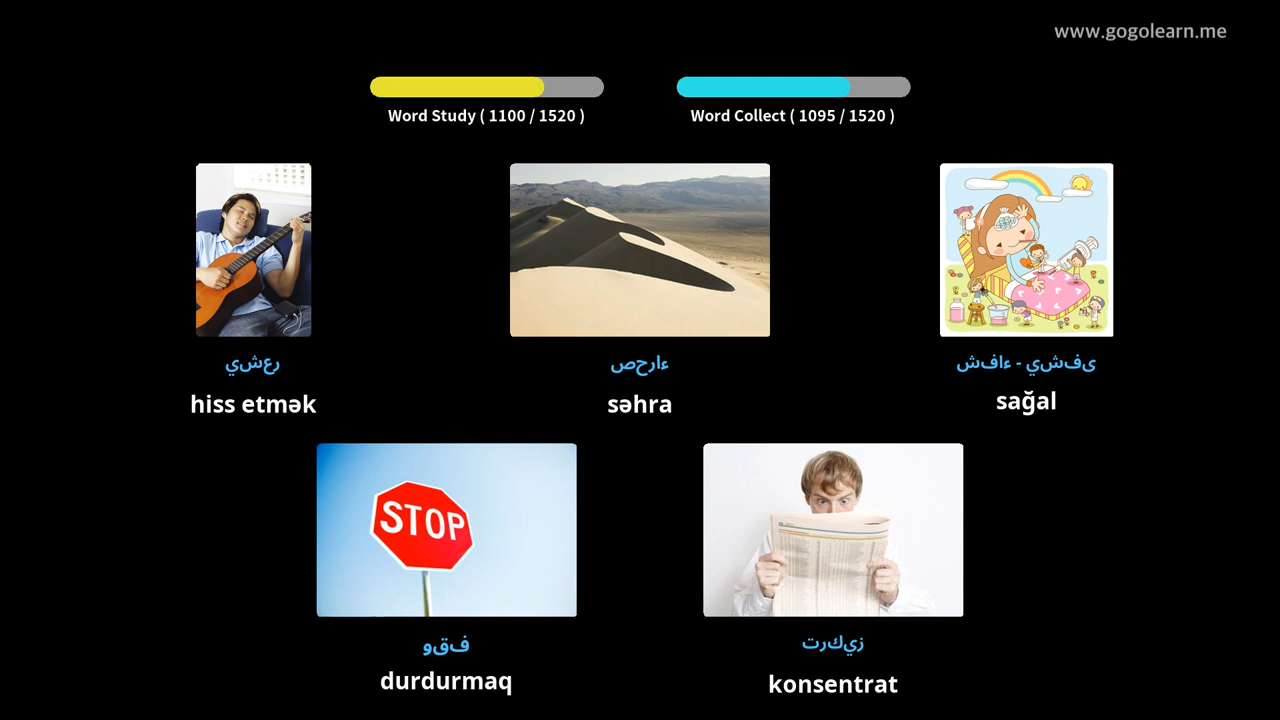 www.gogolearn.me
Word Study ( 1100 / 1520 )
Word Collect ( 1095 / 1520 )
رعشي
ءارحص
ىفشي - ءافش
hiss etmək
səhra
sağal
STOP
فقو
زيكرت
durdurmaq
konsentrat